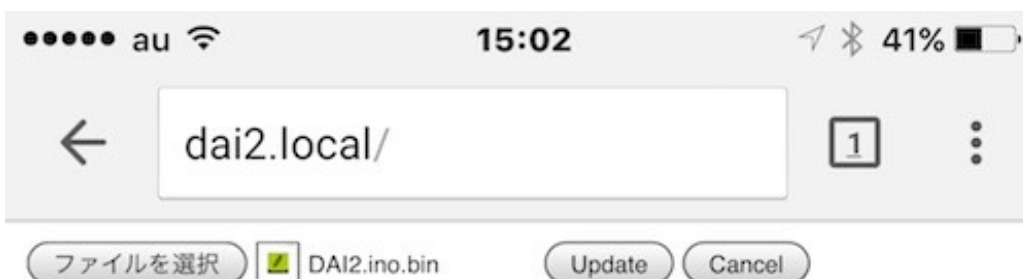 au 15:02 41%
dai2.local/ 1
ファイルを選択 DAI2.ino.bin Update Cancel